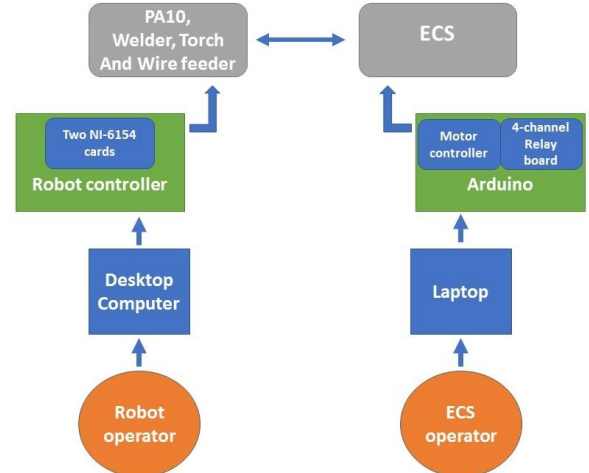 PA10,
Welder, Torch
And Wire feeder
ECS
Two NI-6154
cards
Robot controller
Motor
controller
4-channel
Relay
board
Arduino
Desktop
Computer
Laptop
Robot
operator
ECS
operator